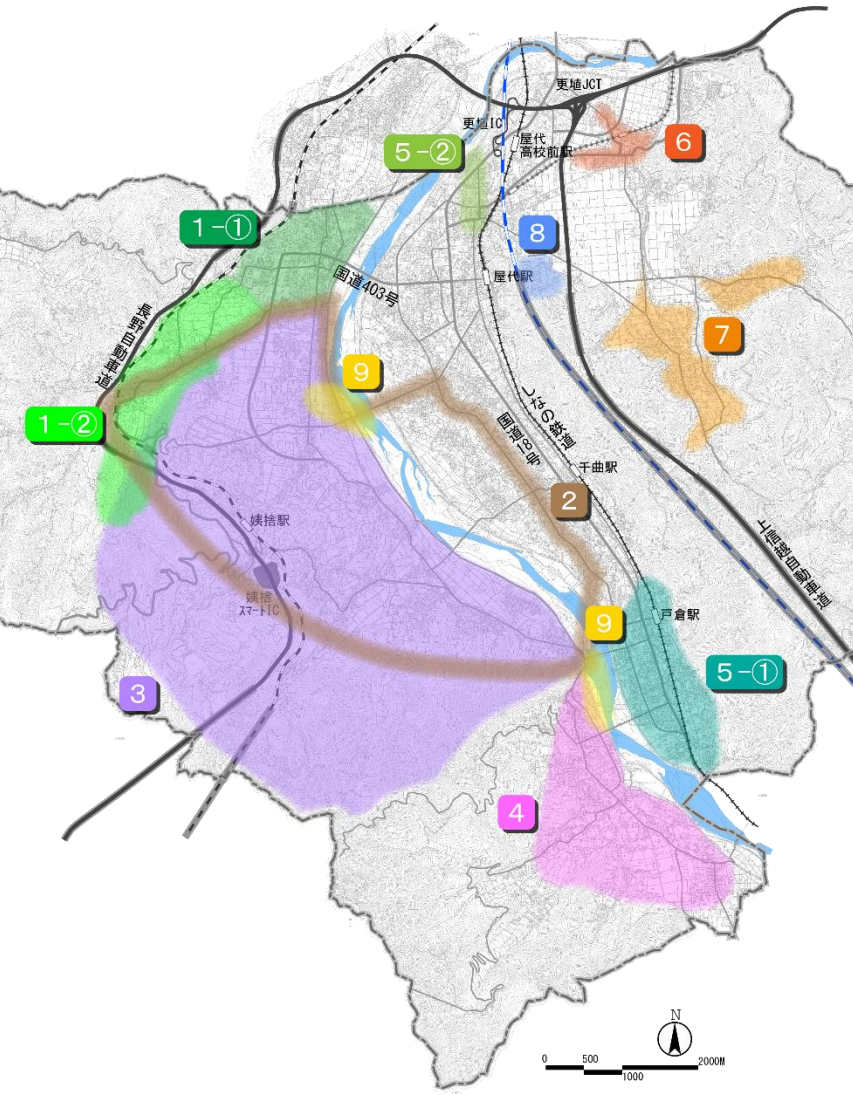 更埴JCT
更埴IC
屋代
高校前駅
6
5-②
1-①
8
国道403号
屋代駅
長野自動車道
7
9
しなの鉄道
1-②
国道18号
千曲駅
2
姨捨駅
上信越自動車道
姨捨
スマートIC
9
戸倉駅
5-①
3
4
N
0 500 2000M
1000